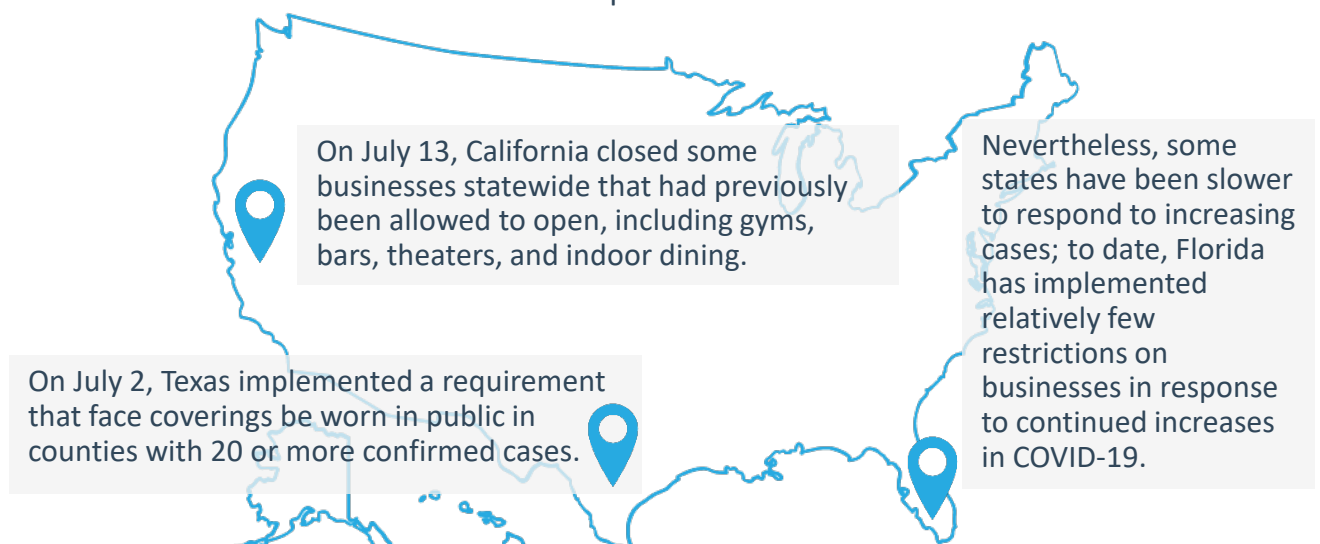 On July 13, California closed some
businesses statewide that had previously
been allowed to open, including gyms,
bars, theaters, and indoor dining.
Nevertheless, some
states have been slower
to respond to increasing
cases; to date, Florida
has implemented
relatively few
restrictions on
businesses in response
to continued increases
in COVID-19.
On July 2, Texas implemented a requirement
that face coverings be worn in public in
counties with 20 or more confirmed cases.